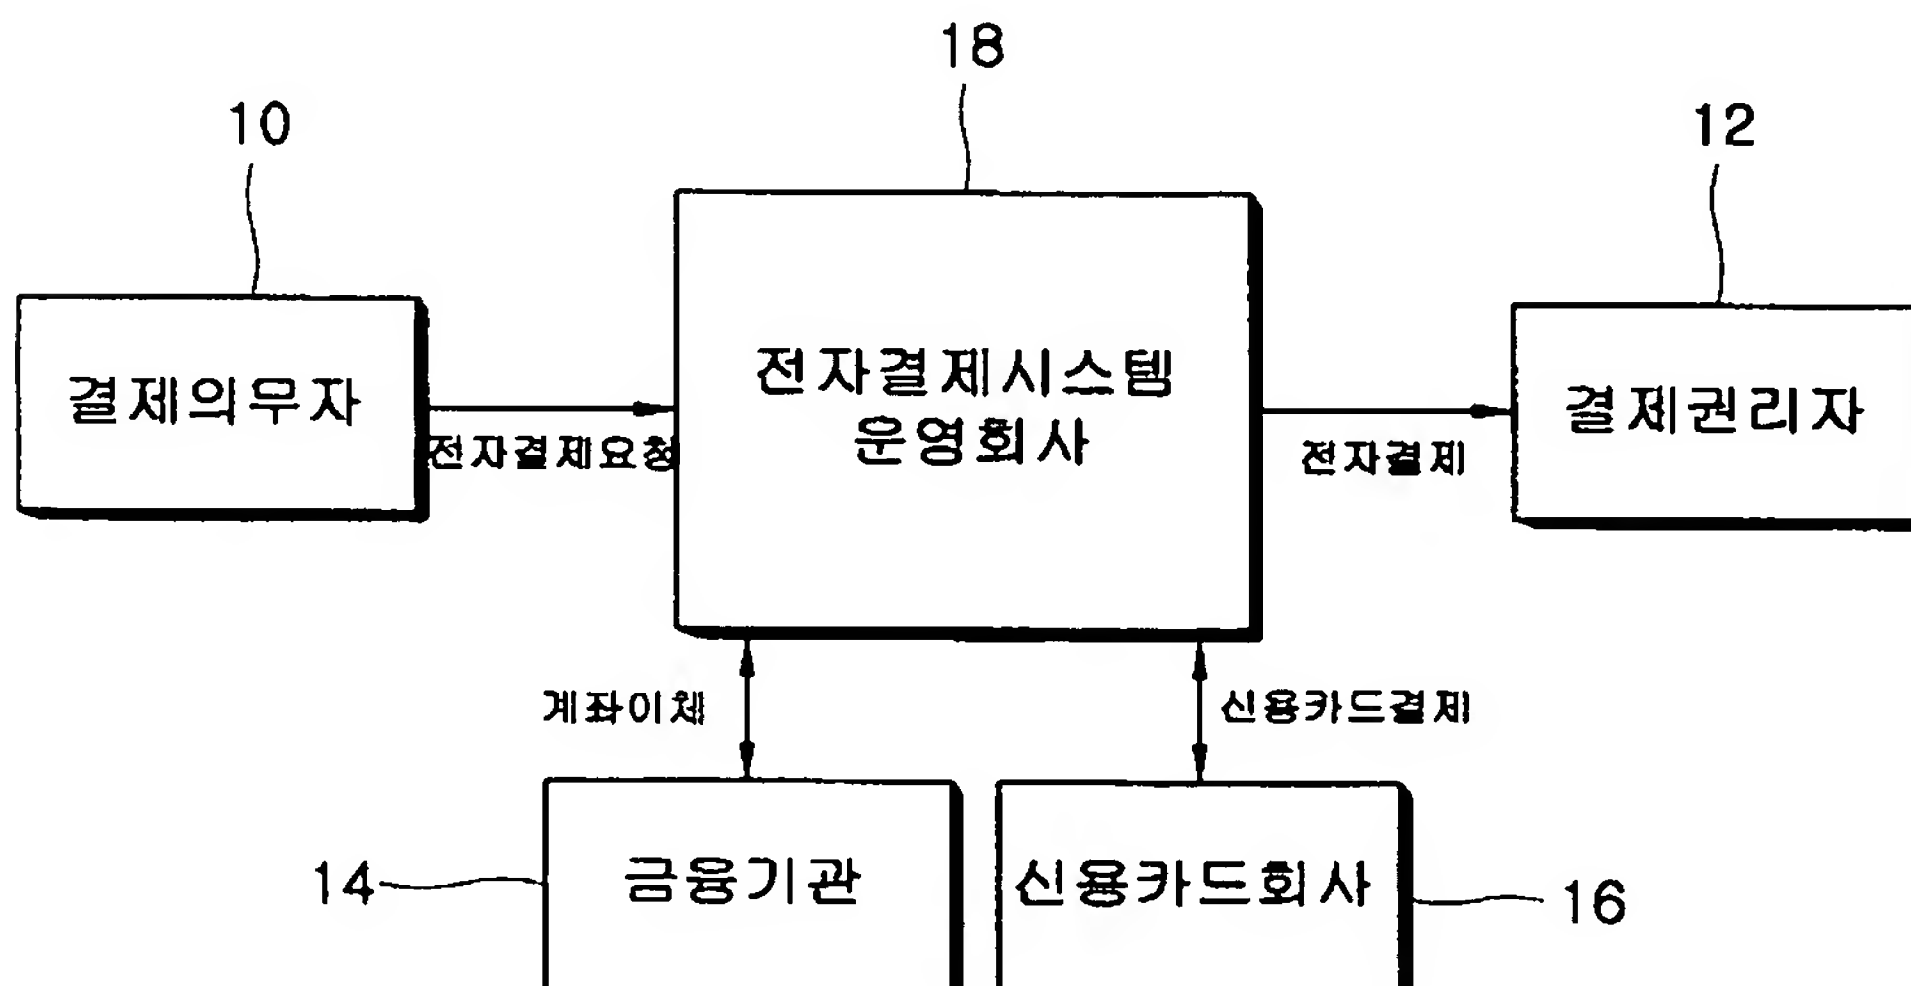 18
10
12
전자결제시스템
운영회사
결제의무자
결제권리자
전자결제요청
전자결제
계좌이체
신용카드결제
14
금융기관
신용카드회사
16